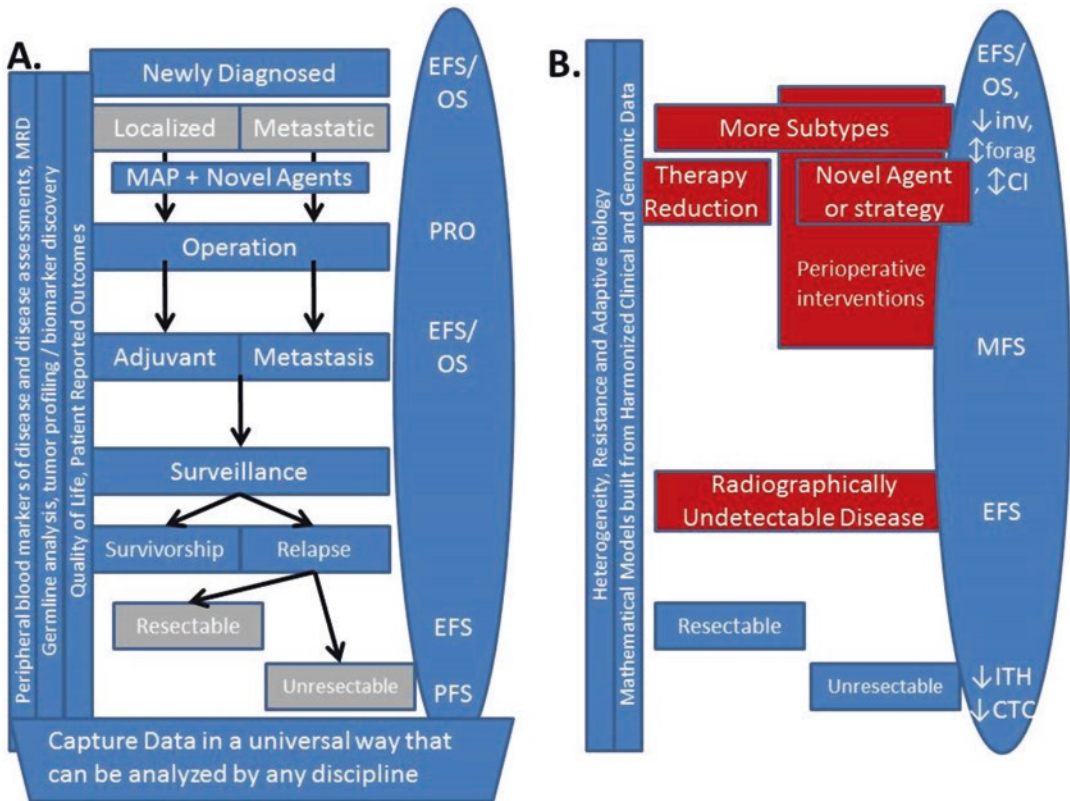 A.
Peripheral blood markers of disease and disease assessments, MRD
Germline analysis, tumor profiling / biomarker discovery
Quality of Life, Patient Reported Outcomes
Newly Diagnosed
Localized
Metastatic
MAP + Novel Agents
Operation
Adjuvant
Metastasis
Surveillance
Survivorship
Relapse
Resectable
Unresectable
EFS/
OS
PRO
EFS/
OS
EFS
PFS
Capture Data in a universal way that
can be analyzed by any discipline
B.
Heterogeneity, Resistance and Adaptive Biology
Mathematical Models built from Harmonized Clinical and Genomic Data
More Subtypes
Therapy
Reduction
Novel Agent
or strategy
Perioperative
interventions
Radiographically
Undetectable Disease
Resectable
Unresectable
EFS/
OS,
↓inv,
↕forag
, ↕CI
MFS
EFS
↓ITH
↓CTC